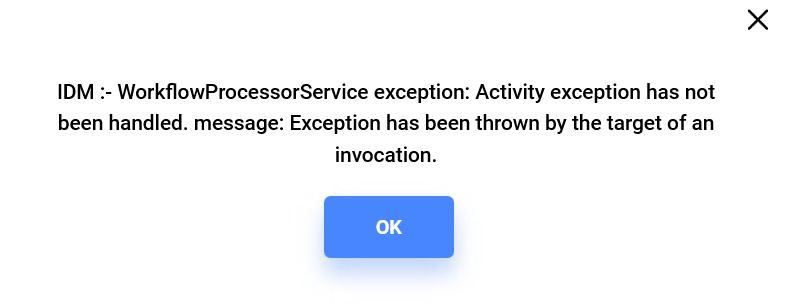 IDM :- WorkflowProcessorService exception: Activity exception has not
been handled. message: Exception has been thrown by the target of an
invocation.
OK